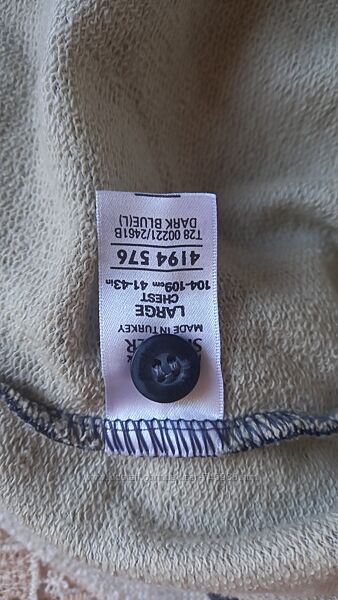 MADE IN TURKEY
LARGE
CHEST
104-109cm 41-43in
4194 576
T28 00221/2461B
DARK BLUE(L)